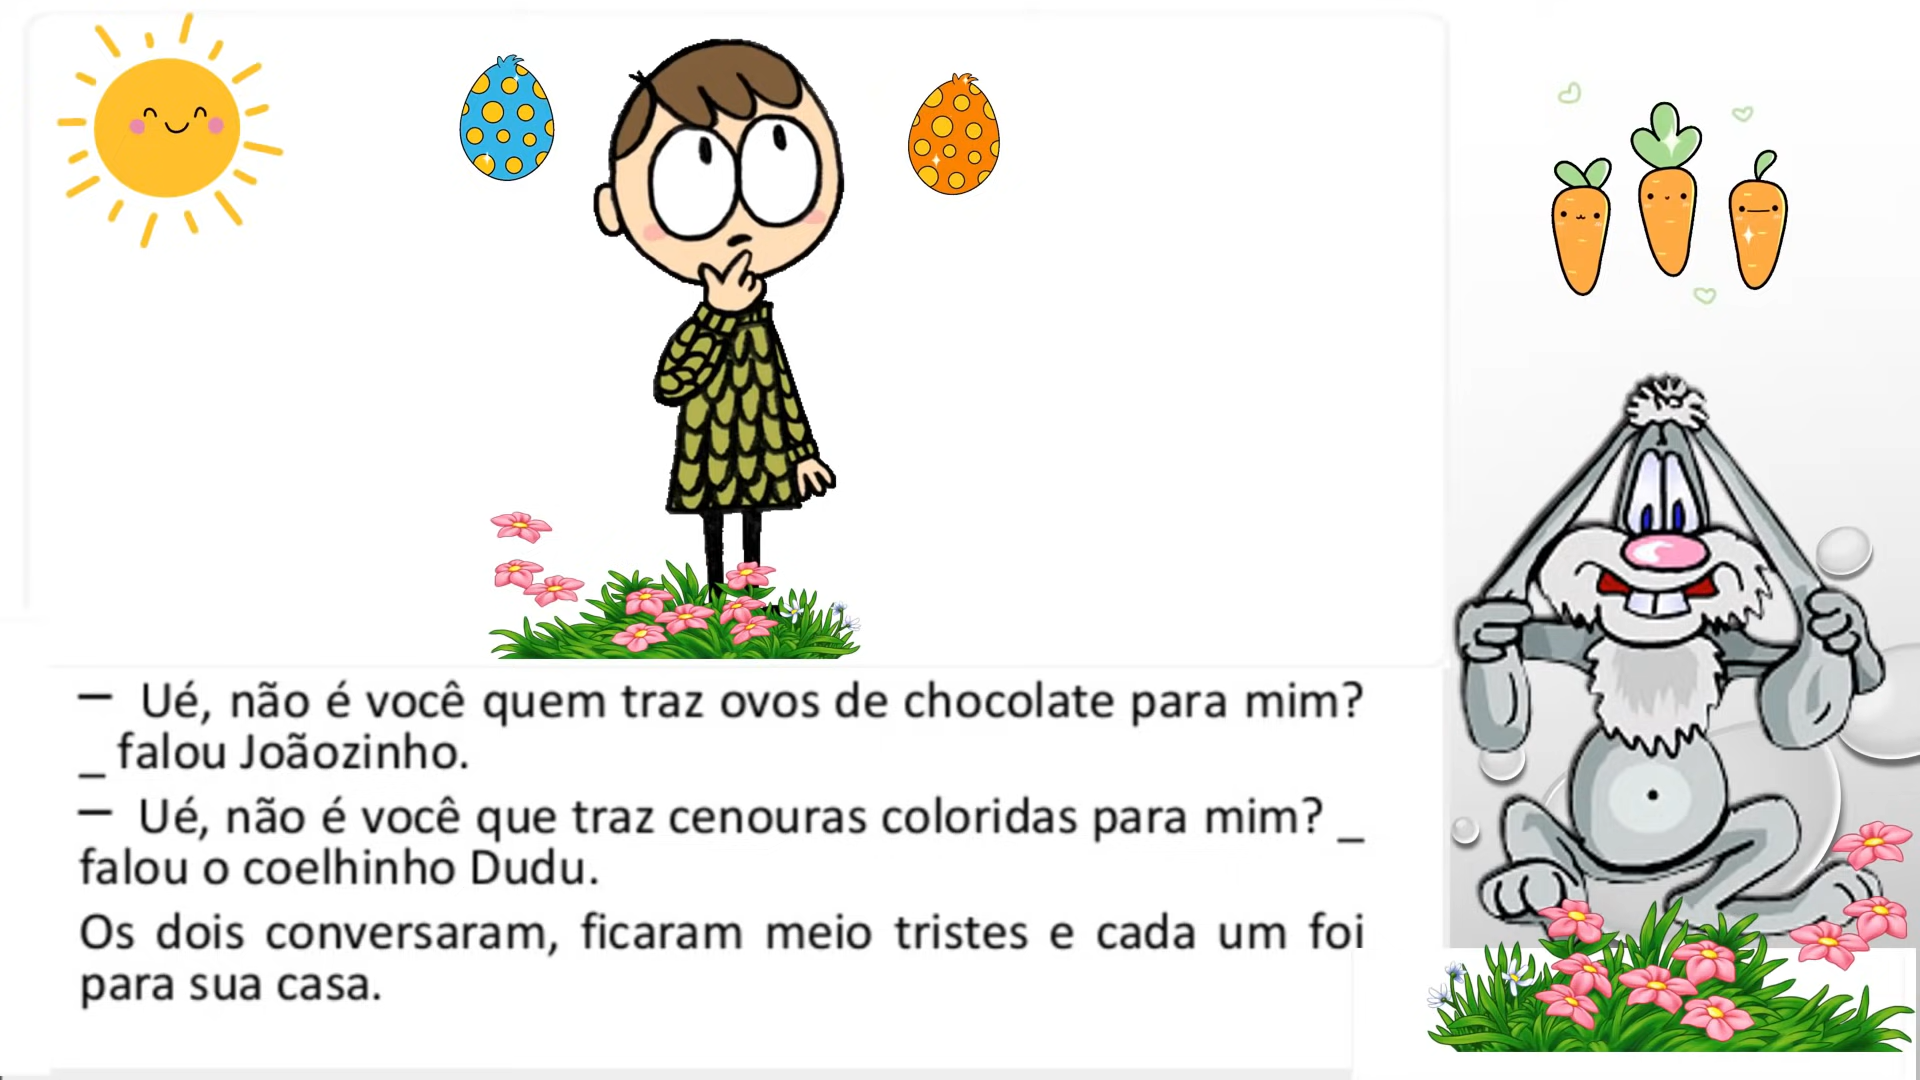 – Ué, não é você quem traz ovos de chocolate para mim?
_ falou Joãozinho.
– Ué, não é você que traz cenouras coloridas para mim? _
falou o coelhinho Dudu.
Os dois conversaram, ficaram meio tristes e cada um foi
para sua casa.